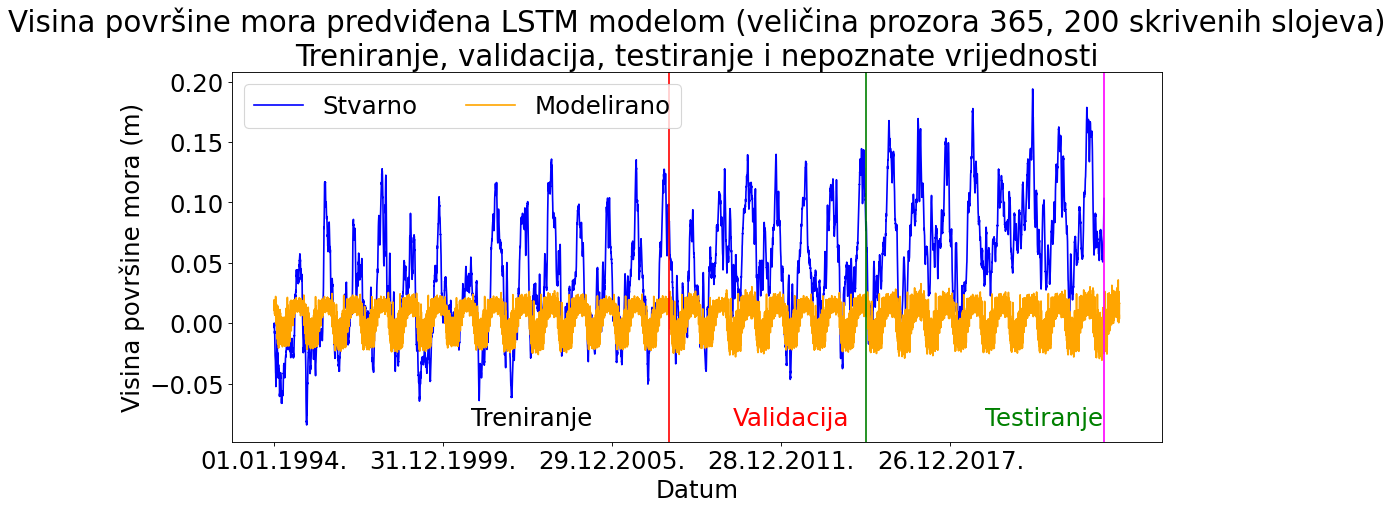 Visina površine mora predviđena LSTM modelom (veličina prozora 365, 200 skrivenih slojeva)
Treniranje, validacija, testiranje i nepoznate vrijednosti
Stvarno
Modelirano
0.20
0.15
0.10
0.05
0.00
−0.05
Visina površine mora (m)
Treniranje
Validacija
Testiranje
01.01.1994.
31.12.1999.
29.12.2005.
28.12.2011.
26.12.2017.
Datum